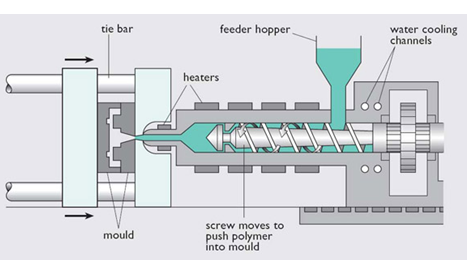 tie bar
feeder hopper
water cooling
channels
heaters
mould
screw moves to
push polymer
into mould